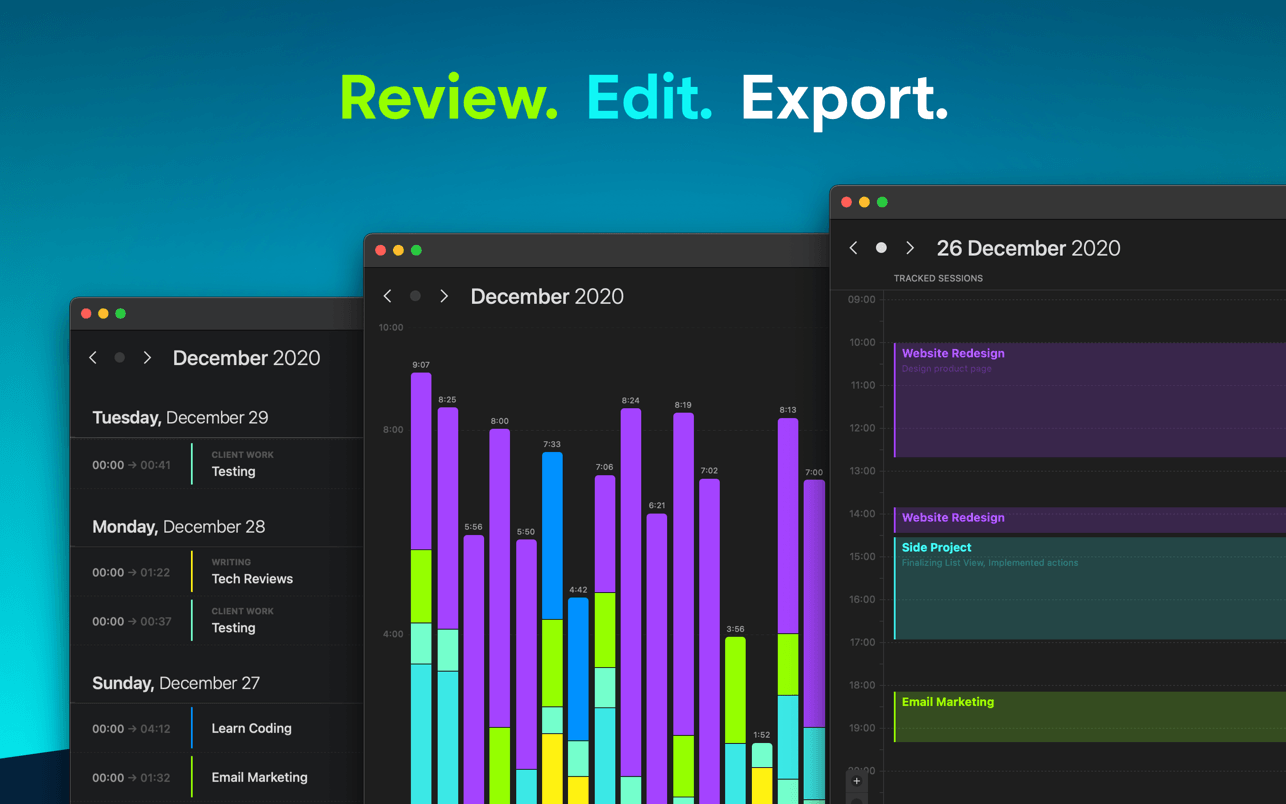 Review. Edit. Export.
December 2020
Tuesday, December 29
00:00 → 00:41
CLIENT WORK
Testing
Monday, December 28
00:00 → 01:22
WRITING
Tech Reviews
00:00 → 00:37
CLIENT WORK
Testing
Sunday, December 27
00:00 → 04:12
Learn Coding
00:00 → 01:32
Email Marketing
December 2020
10:00
8:00
4:00
9:07
8:25
5:56
8:00
5:50
7:33
4:42
7:06
8:24
6:21
8:19
7:02
3:56
1:52
8:13
7:00
26 December 2020
TRACKED SESSIONS
09:00
10:00
Website Redesign
Design product page
11:00
12:00
13:00
14:00
Website Redesign
Side Project
15:00
Finalizing List View, Implemented actions
16:00
17:00
18:00
Email Marketing
19:00